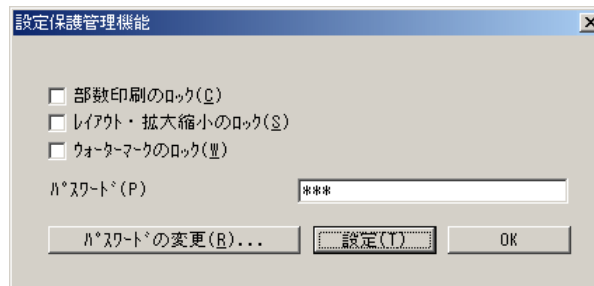 設定保護管理機能
部数印刷のﾛｯｸ(C)
ﾚｲｱｳﾄ・拡大縮小のﾛｯｸ(S)
ｳｫｰﾀｰﾏｰｸのﾛｯｸ(W)
ﾊﾟｽﾜｰﾄﾞ(P)
***
ﾊﾟｽﾜｰﾄﾞの変更(R)...
設定(T)
OK